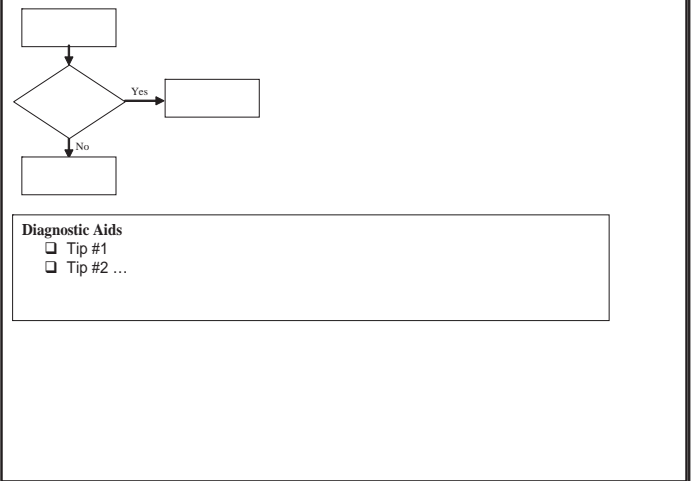 Yes
No
Diagnostic Aids
❑ Tip #1
❑ Tip #2 …